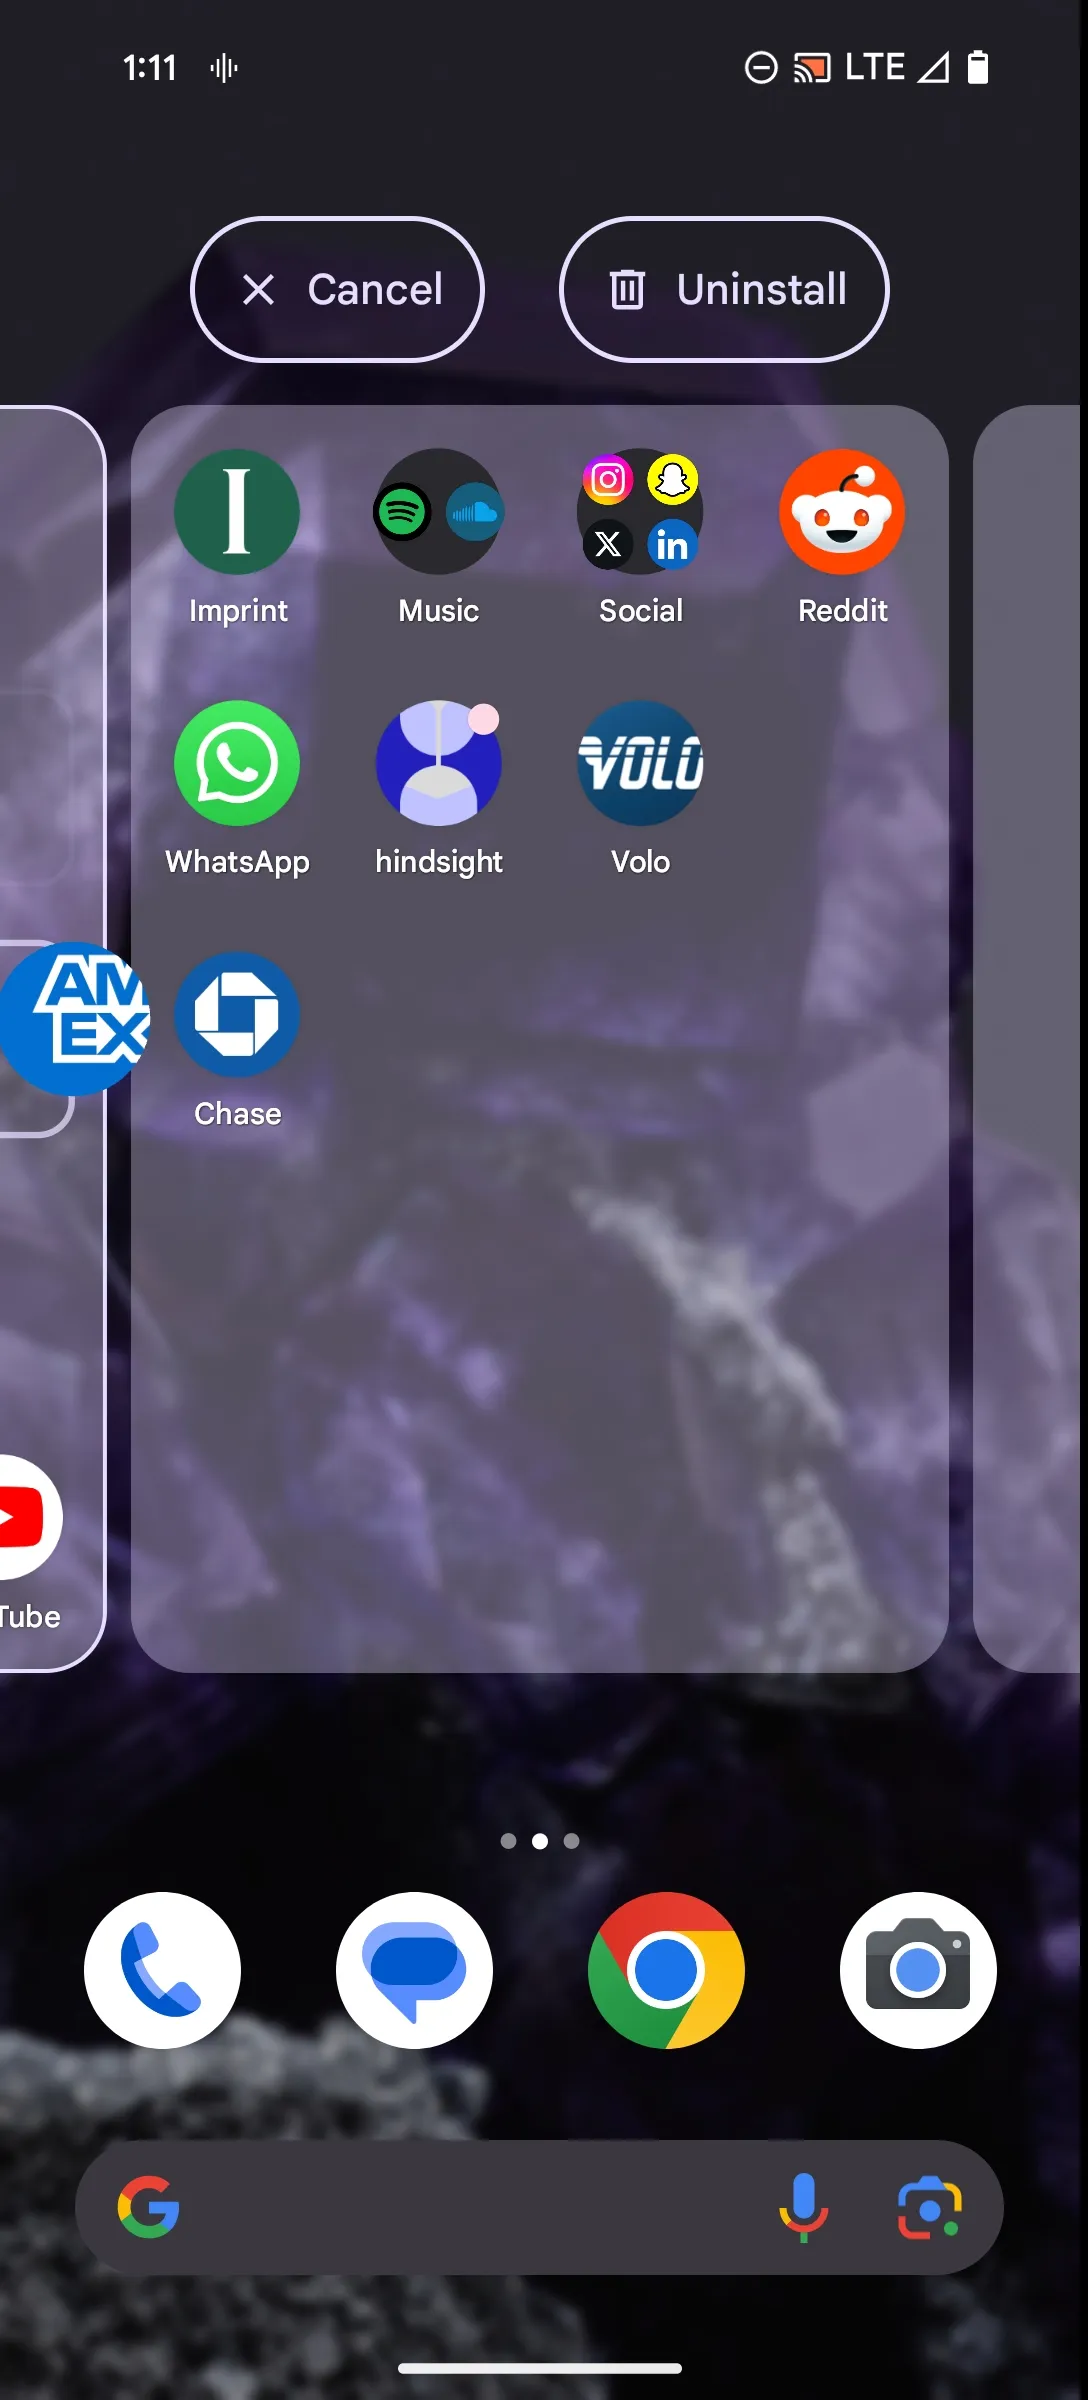 1:11 LTE
Cancel Uninstall
I
X in
Imprint Music Social Reddit
VOLO
WhatsApp hindsight Volo
AM
EX
Chase
Tube
G